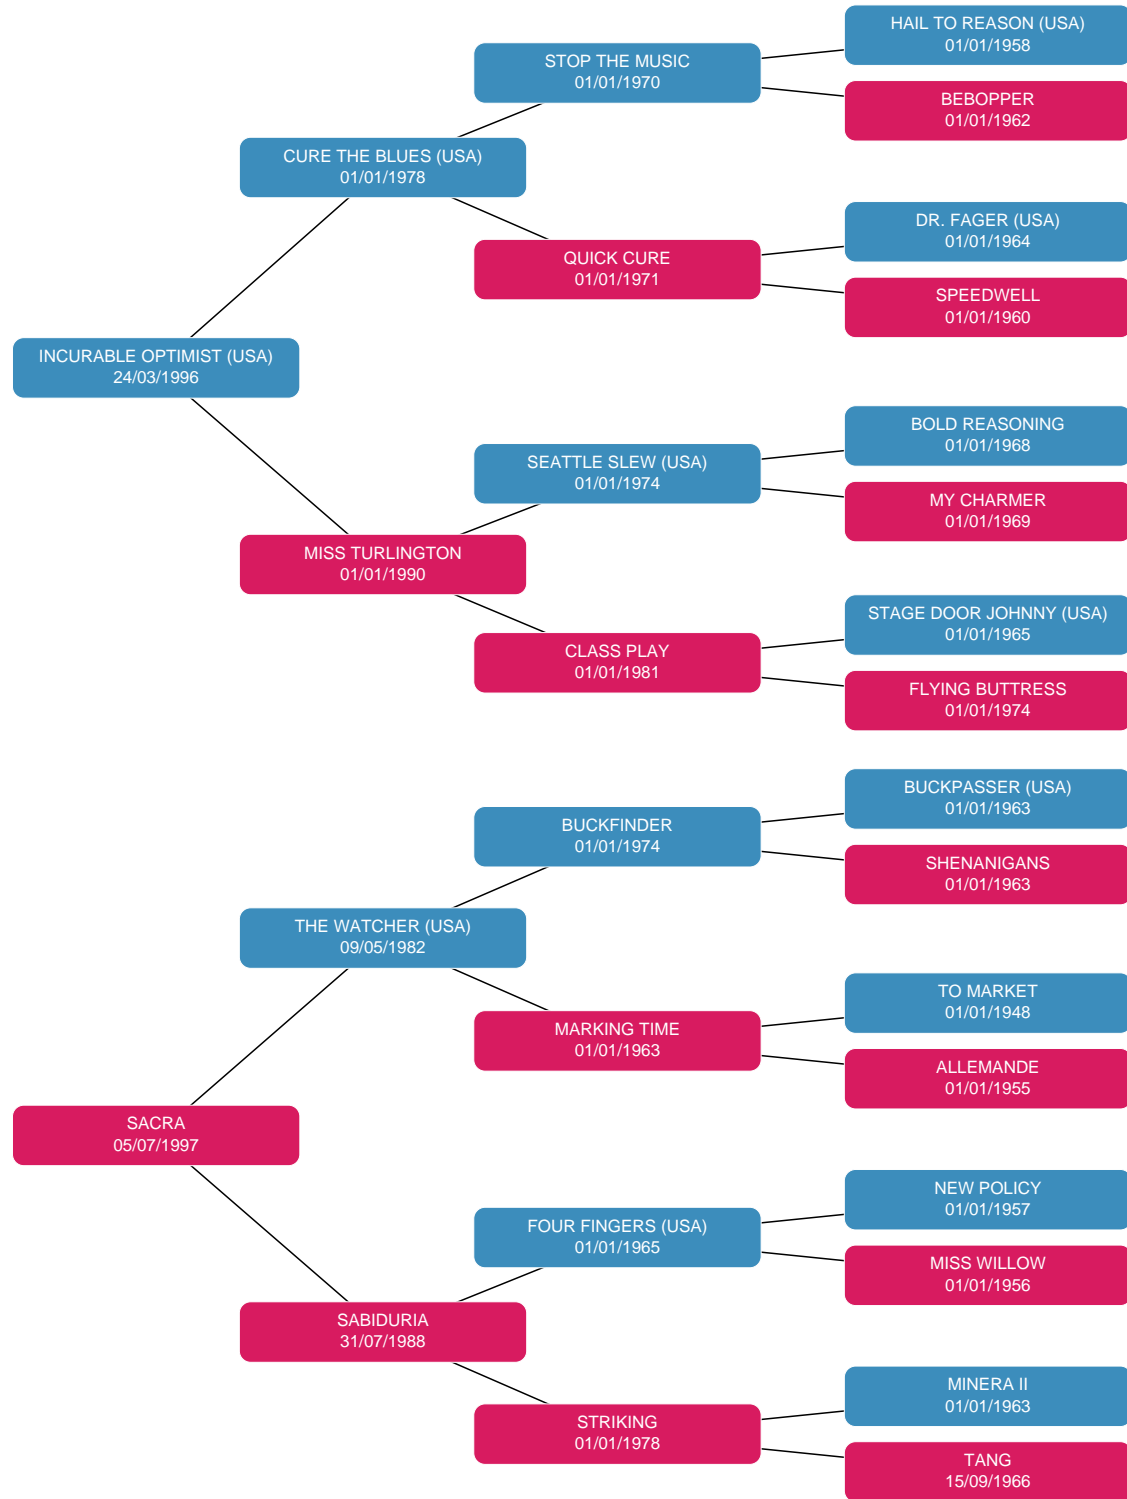 HAIL TO REASON (USA)
01/01/1958
STOP THE MUSIC
01/01/1970
BEBOPPER
01/01/1962
CURE THE BLUES (USA)
01/01/1978
DR. FAGER (USA)
01/01/1964
QUICK CURE
01/01/1971
SPEEDWELL
01/01/1960
INCURABLE OPTIMIST (USA)
24/03/1996
BOLD REASONING
01/01/1968
SEATTLE SLEW (USA)
01/01/1974
MY CHARMER
01/01/1969
MISS TURLINGTON
01/01/1990
STAGE DOOR JOHNNY (USA)
01/01/1965
CLASS PLAY
01/01/1981
FLYING BUTTRESS
01/01/1974
BUCKPASSER (USA)
01/01/1963
BUCKFINDER
01/01/1974
SHENANIGANS
01/01/1963
THE WATCHER (USA)
09/05/1982
TO MARKET
01/01/1948
MARKING TIME
01/01/1963
ALLEMANDE
01/01/1955
SACRA
05/07/1997
NEW POLICY
01/01/1957
FOUR FINGERS (USA)
01/01/1965
MISS WILLOW
01/01/1956
SABIDURIA
31/07/1988
MINERA II
01/01/1963
STRIKING
01/01/1978
TANG
15/09/1966